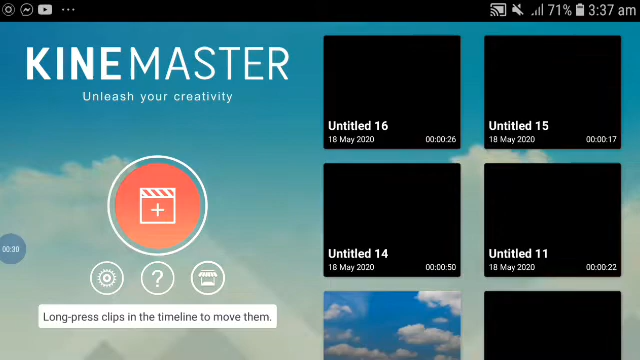 71% 3:37 am
KINEMASTER
Unleash your creativity
Untitled 16
18 May 2020 00:00:26
Untitled 15
18 May 2020 00:00:17
Untitled 14
18 May 2020 00:00:50
Untitled 11
18 May 2020 00:00:22
00:30
Long-press clips in the timeline to move them.